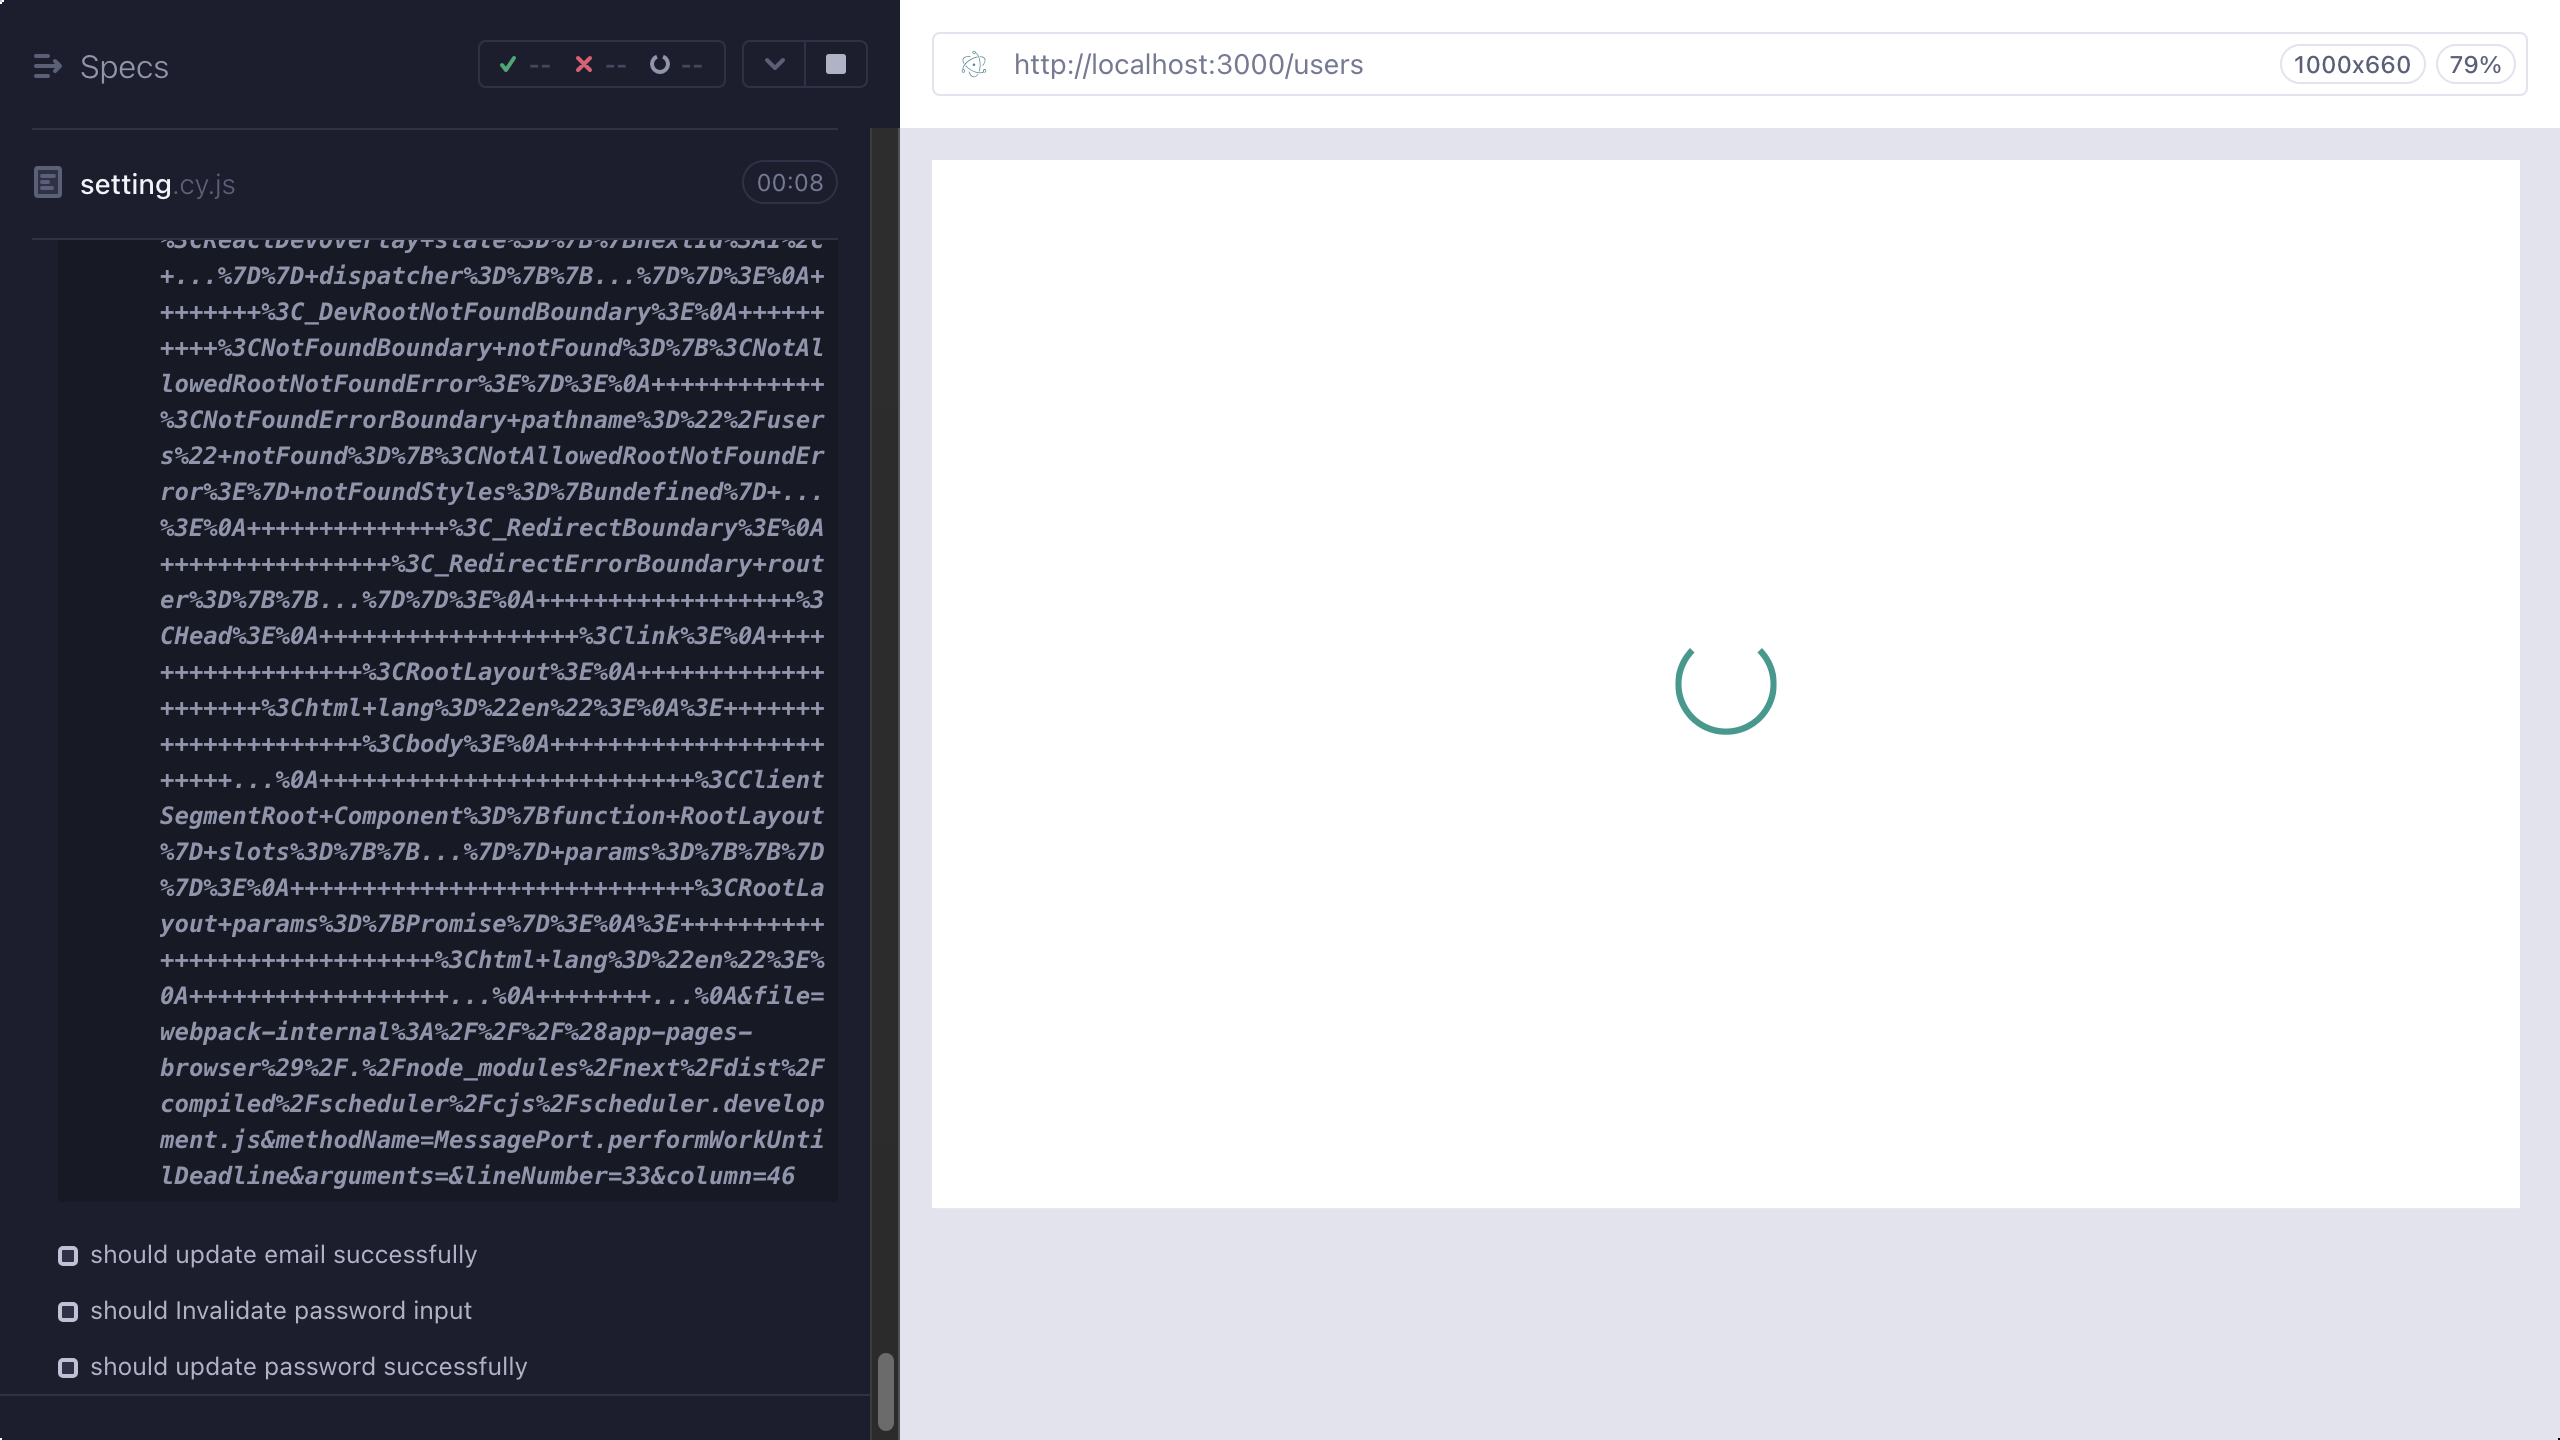 Specs
-- -- --
http://localhost:3000/users
1000x660
79%
setting.cy.js
00:08
%3CReactDevOverlay+state%3D%7B%7BnextId%3A1%2C
+...%7D%7D+dispatcher%3D%7B%7B...%7D%7D%3E%0A+
+++++++%3C_DevRootNotFoundBoundary%3E%0A++++++
++++%3CNotFoundBoundary+notFound%3D%7B%3CNotAl
lowedRootNotFoundError%3E%7D%3E%0A++++++++++++
%3CNotFoundErrorBoundary+pathname%3D%22%2Fuser
s%22+notFound%3D%7B%3CNotAllowedRootNotFoundEr
ror%3E%7D+notFoundStyles%3D%7Bundefined%7D+...
%3E%0A++++++++++++++%3C_RedirectBoundary%3E%0A
++++++++++++++++%3C_RedirectErrorBoundary+rout
er%3D%7B%7B...%7D%7D%3E%0A++++++++++++++++++%3
CHead%3E%0A++++++++++++++++++%3Clink%3E%0A++++
++++++++++++++%3CRootLayout%3E%0A+++++++++++++
+++++++%3Chtml+lang%3D%22en%22%3E%0A%3E+++++++
++++++++++++++%3Cbody%3E%0A+++++++++++++++++++
+++++...%0A++++++++++++++++++++++++++%3CClient
SegmentRoot+Component%3D%7Bfunction+RootLayout
%7D+slots%3D%7B%7B...%7D%7D+params%3D%7B%7B%7D
%7D%3E%0A++++++++++++++++++++++++++++%3CRootLa
yout+params%3D%7BPromise%7D%3E%0A%3E++++++++++
+++++++++++++++++++%3Chtml+lang%3D%22en%22%3E%
0A++++++++++++++++++...%0A++++++++...%0A&file=
webpack-internal%3A%2F%2F%2F%28app-pages-
browser%29%2F.%2Fnode_modules%2Fnext%2Fdist%2F
compiled%2Fscheduler%2Fcjs%2Fscheduler.develop
ment.js&methodName=MessagePort.performWorkUnti
lDeadline&arguments=&lineNumber=33&column=46
should update email successfully
should Invalidate password input
should update password successfully